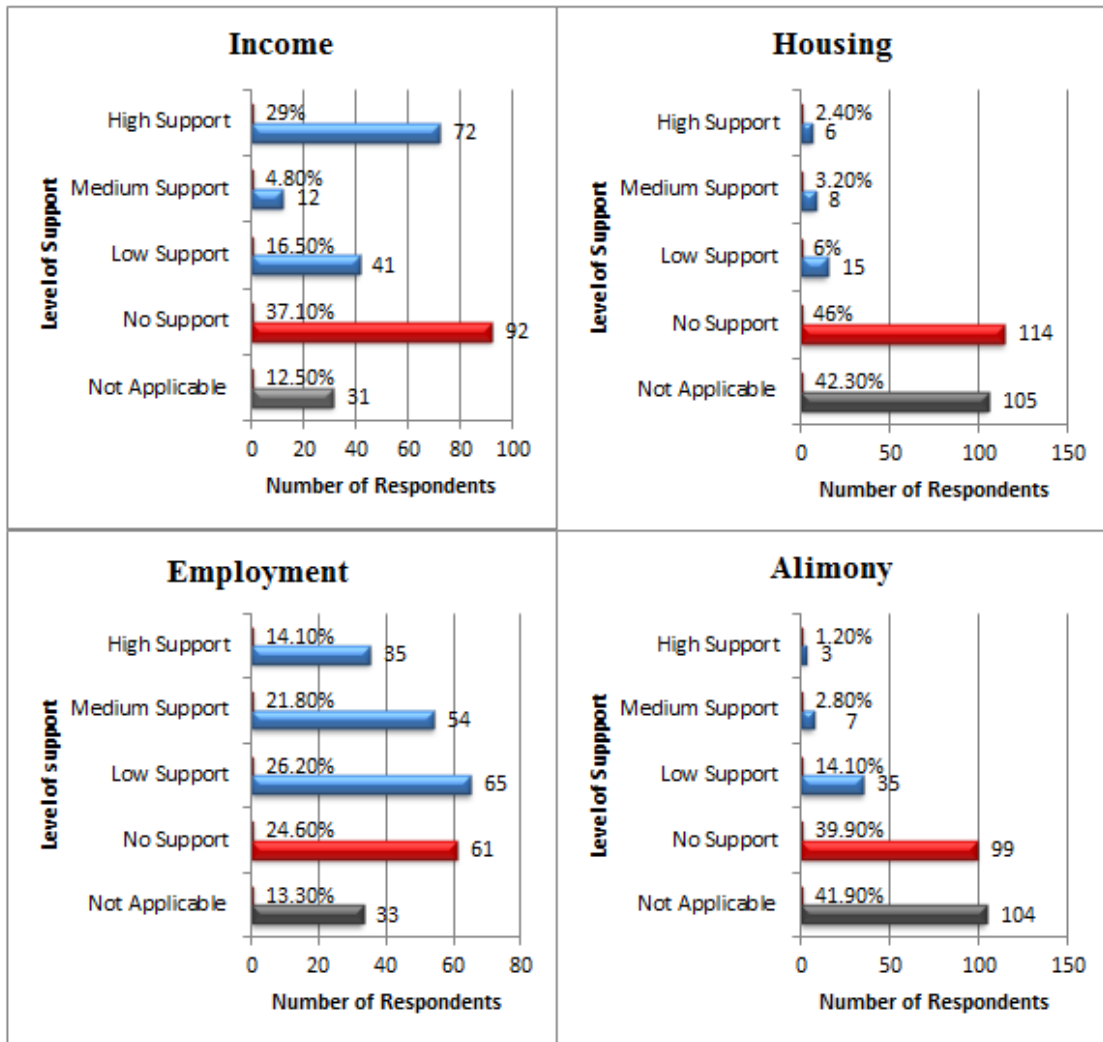 Income
High Support
29%
72
Medium Support
4.80%
12
Low Support
16.50%
41
No Support
37.10%
92
Not Applicable
12.50%
31
0 20 40 60 80 100
Number of Respondents
Level of Support
Housing
High Support
2.40%
6
Medium Support
3.20%
8
Low Support
6%
15
No Support
46%
114
Not Applicable
42.30%
105
0 50 100 150
Number of Respondents
Level of Support
Employment
High Support
14.10%
35
Medium Support
21.80%
54
Low Support
26.20%
65
No Support
24.60%
61
Not Applicable
13.30%
33
0 20 40 60 80
Number of Respondents
Level of support
Alimony
High Support
1.20%
3
Medium Support
2.80%
7
Low Support
14.10%
35
No Support
39.90%
99
Not Applicable
41.90%
104
0 50 100 150
Number of Respondents
Level of Suppport